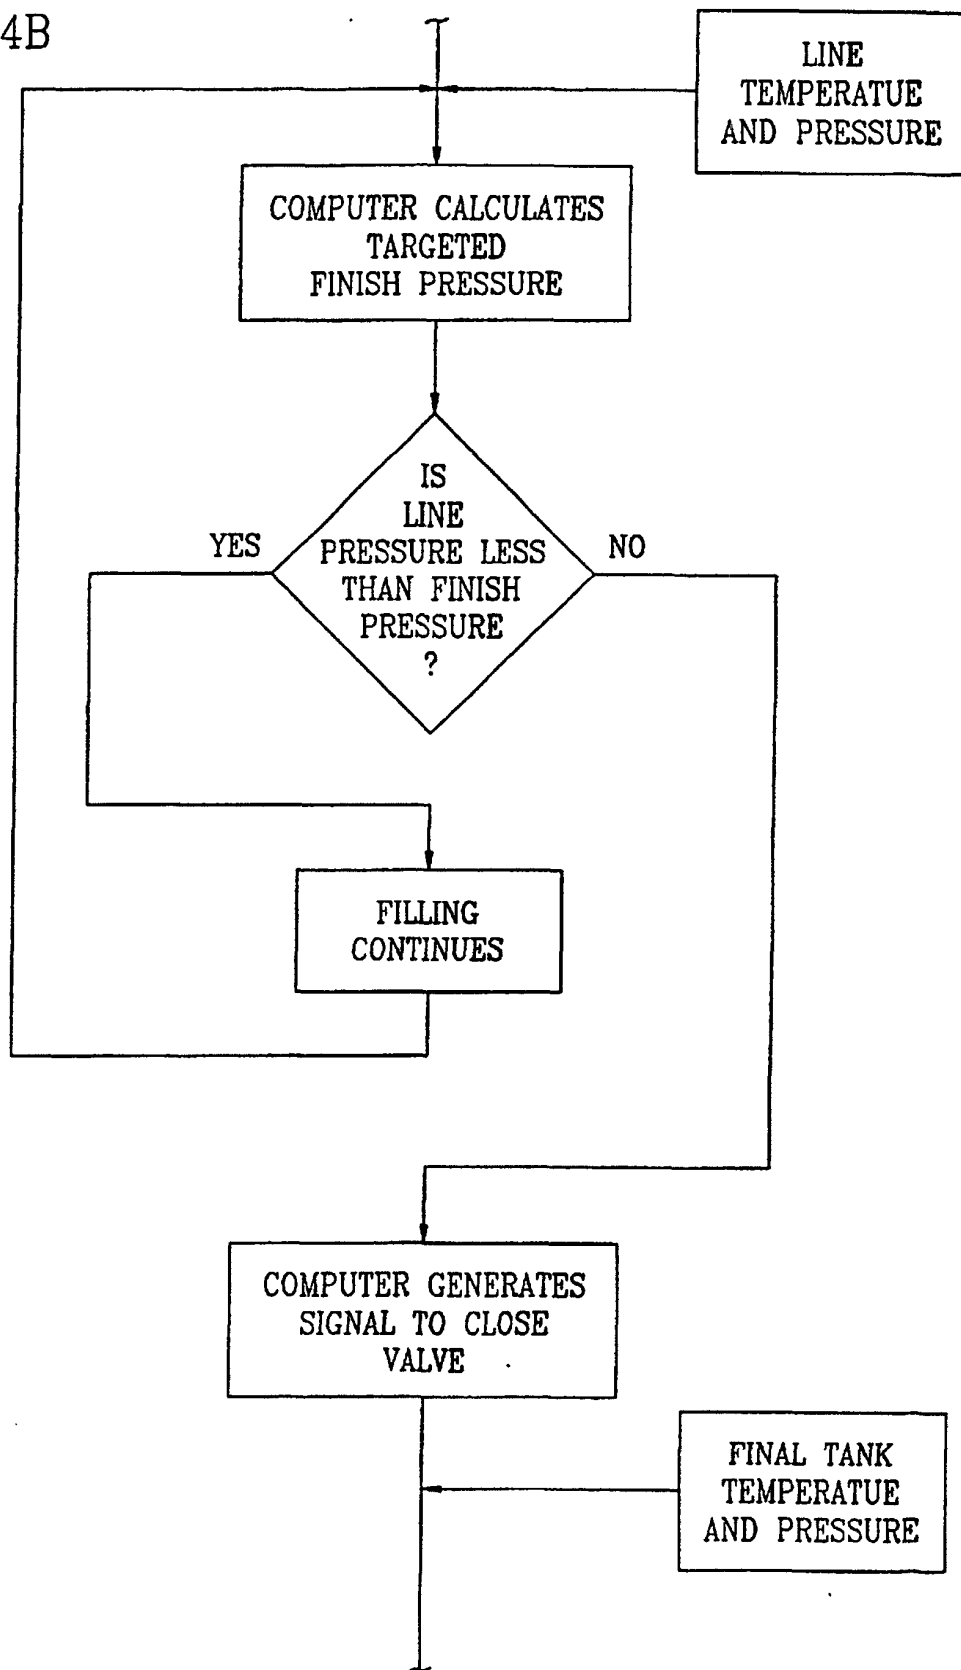 4B
LINE
TEMPERATUE
AND PRESSURE
COMPUTER CALCULATES
TARGETED
FINISH PRESSURE
IS
LINE
PRESSURE LESS
THAN FINISH
PRESSURE
?
YES
NO
FILLING
CONTINUES
COMPUTER GENERATES
SIGNAL TO CLOSE
VALVE
FINAL TANK
TEMPERATUE
AND PRESSURE